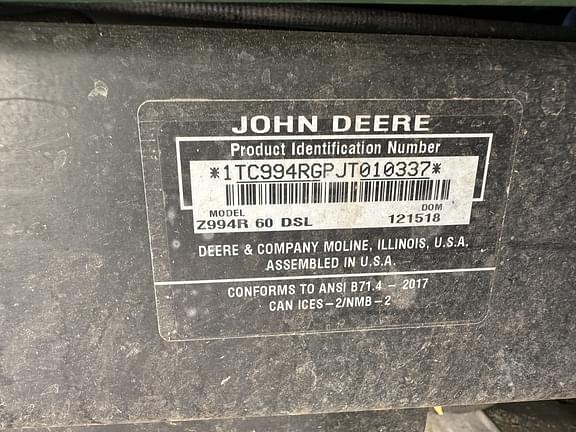 JOHN DEERE
Product Identification Number
*1TC994RGPJT010337*
MODEL DOM
Z994R 60 DSL 121518
DEERE & COMPANY MOLINE, ILLINOIS, U.S.A.
ASSEMBLED IN U.S.A.
CONFORMS TO ANSI B71.4 - 2017
CAN ICES-2/NMB-2